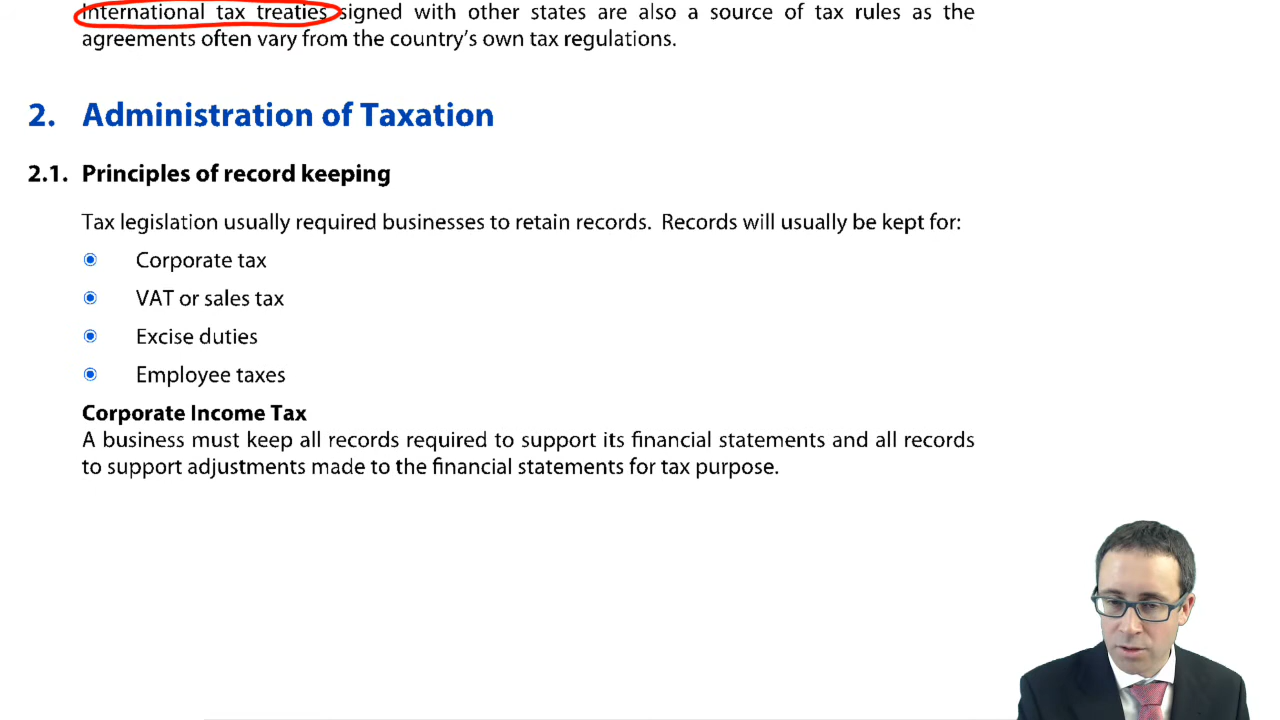 International tax treaties signed with other states are also a source of tax rules as the
agreements often vary from the country's own tax regulations.
2. Administration of Taxation
2.1. Principles of record keeping
Tax legislation usually required businesses to retain records. Records will usually be kept for:
Corporate tax
VAT or sales tax
Excise duties
Employee taxes
Corporate Income Tax
A business must keep all records required to support its financial statements and all records
to support adjustments made to the financial statements for tax purpose.